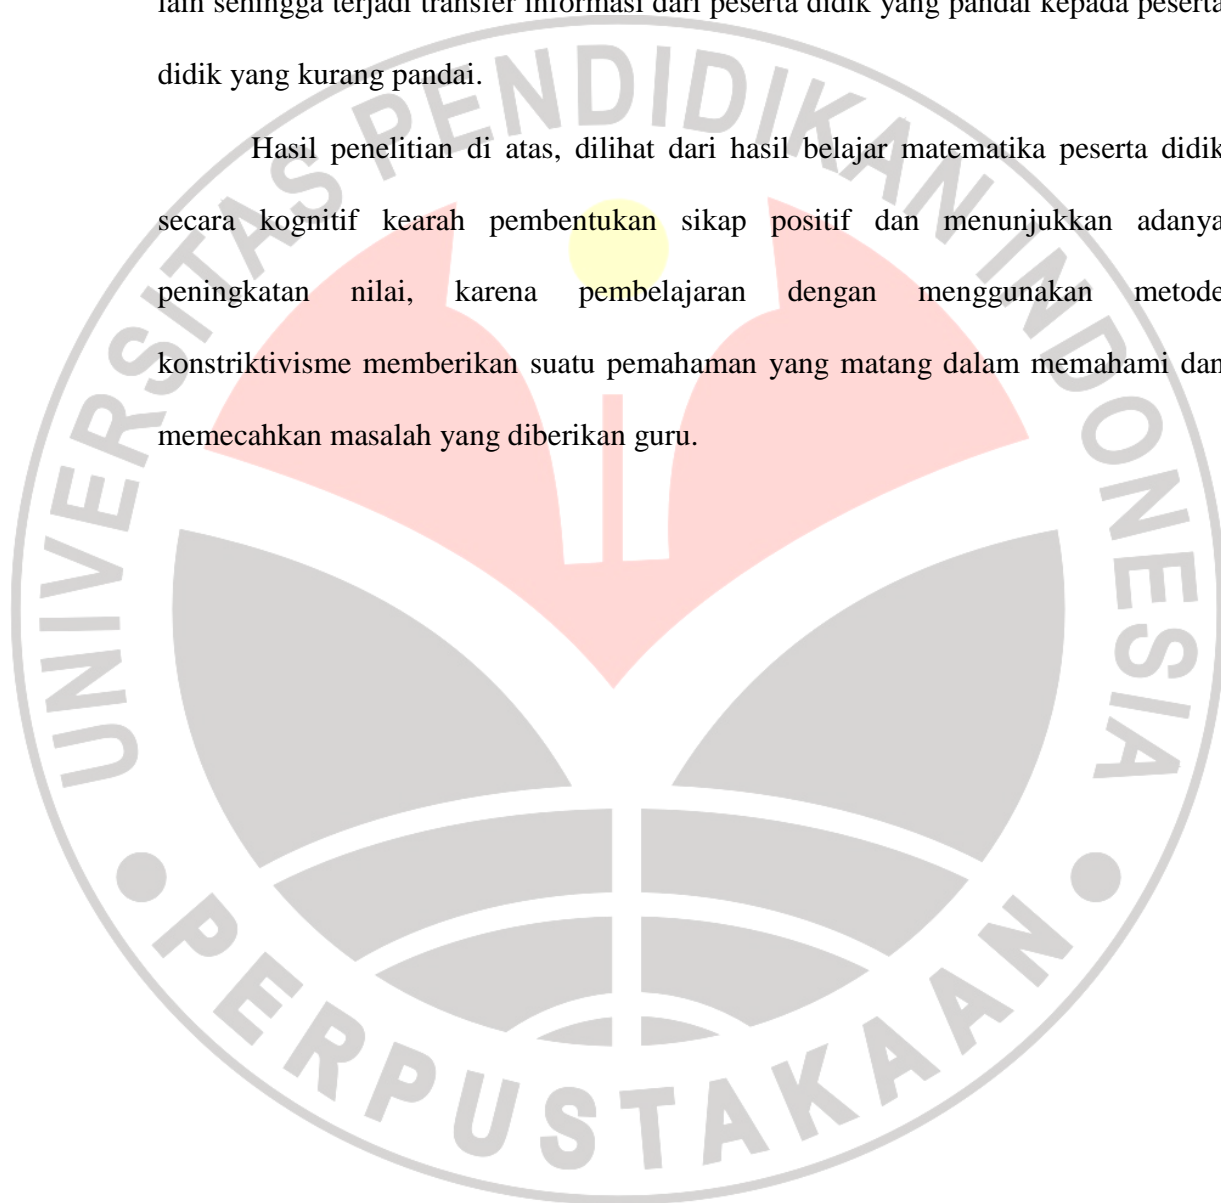 lain sehingga terjadi transfer informasi dari peserta didik yang pandai kepada peserta
didik yang kurang pandai.
Hasil penelitian di atas, dilihat dari hasil belajar matematika peserta didik
secara kognitif kearah pembentukan sikap positif dan menunjukkan adanya
peningkatan nilai, karena pembelajaran dengan menggunakan metode
konstriktivisme memberikan suatu pemahaman yang matang dalam memahami dan
memecahkan masalah yang diberikan guru.
UNIVERSITAS PENDIDIKAN INDONESIA
PERPUSTAKAAN